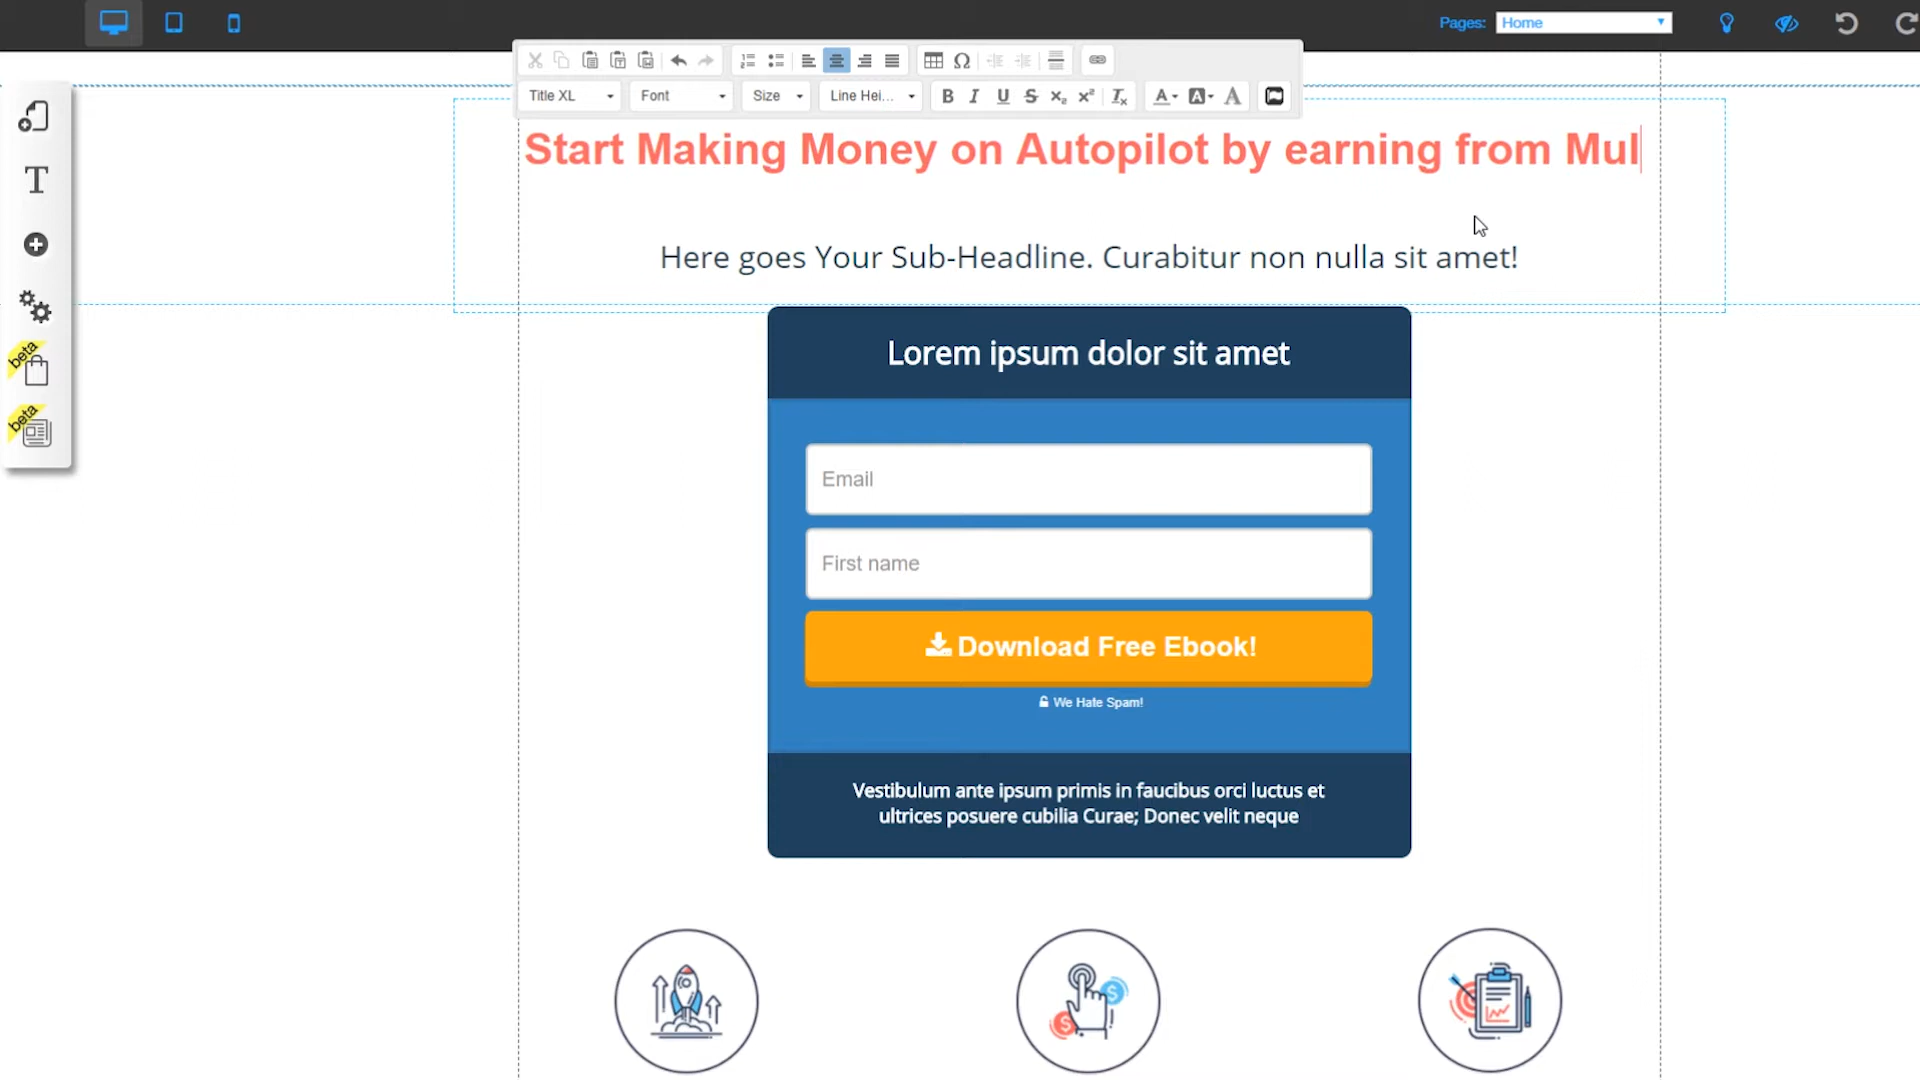 Pages: Home
Title XL Font Size Line Hei...
Start Making Money on Autopilot by earning from Mul
Here goes Your Sub-Headline. Curabitur non nulla sit amet!
beta
beta
Lorem ipsum dolor sit amet
Email
First name
Download Free Ebook!
We Hate Spam!
Vestibulum ante ipsum primis in faucibus orci luctus et
ultrices posuere cubilia Curae; Donec velit neque